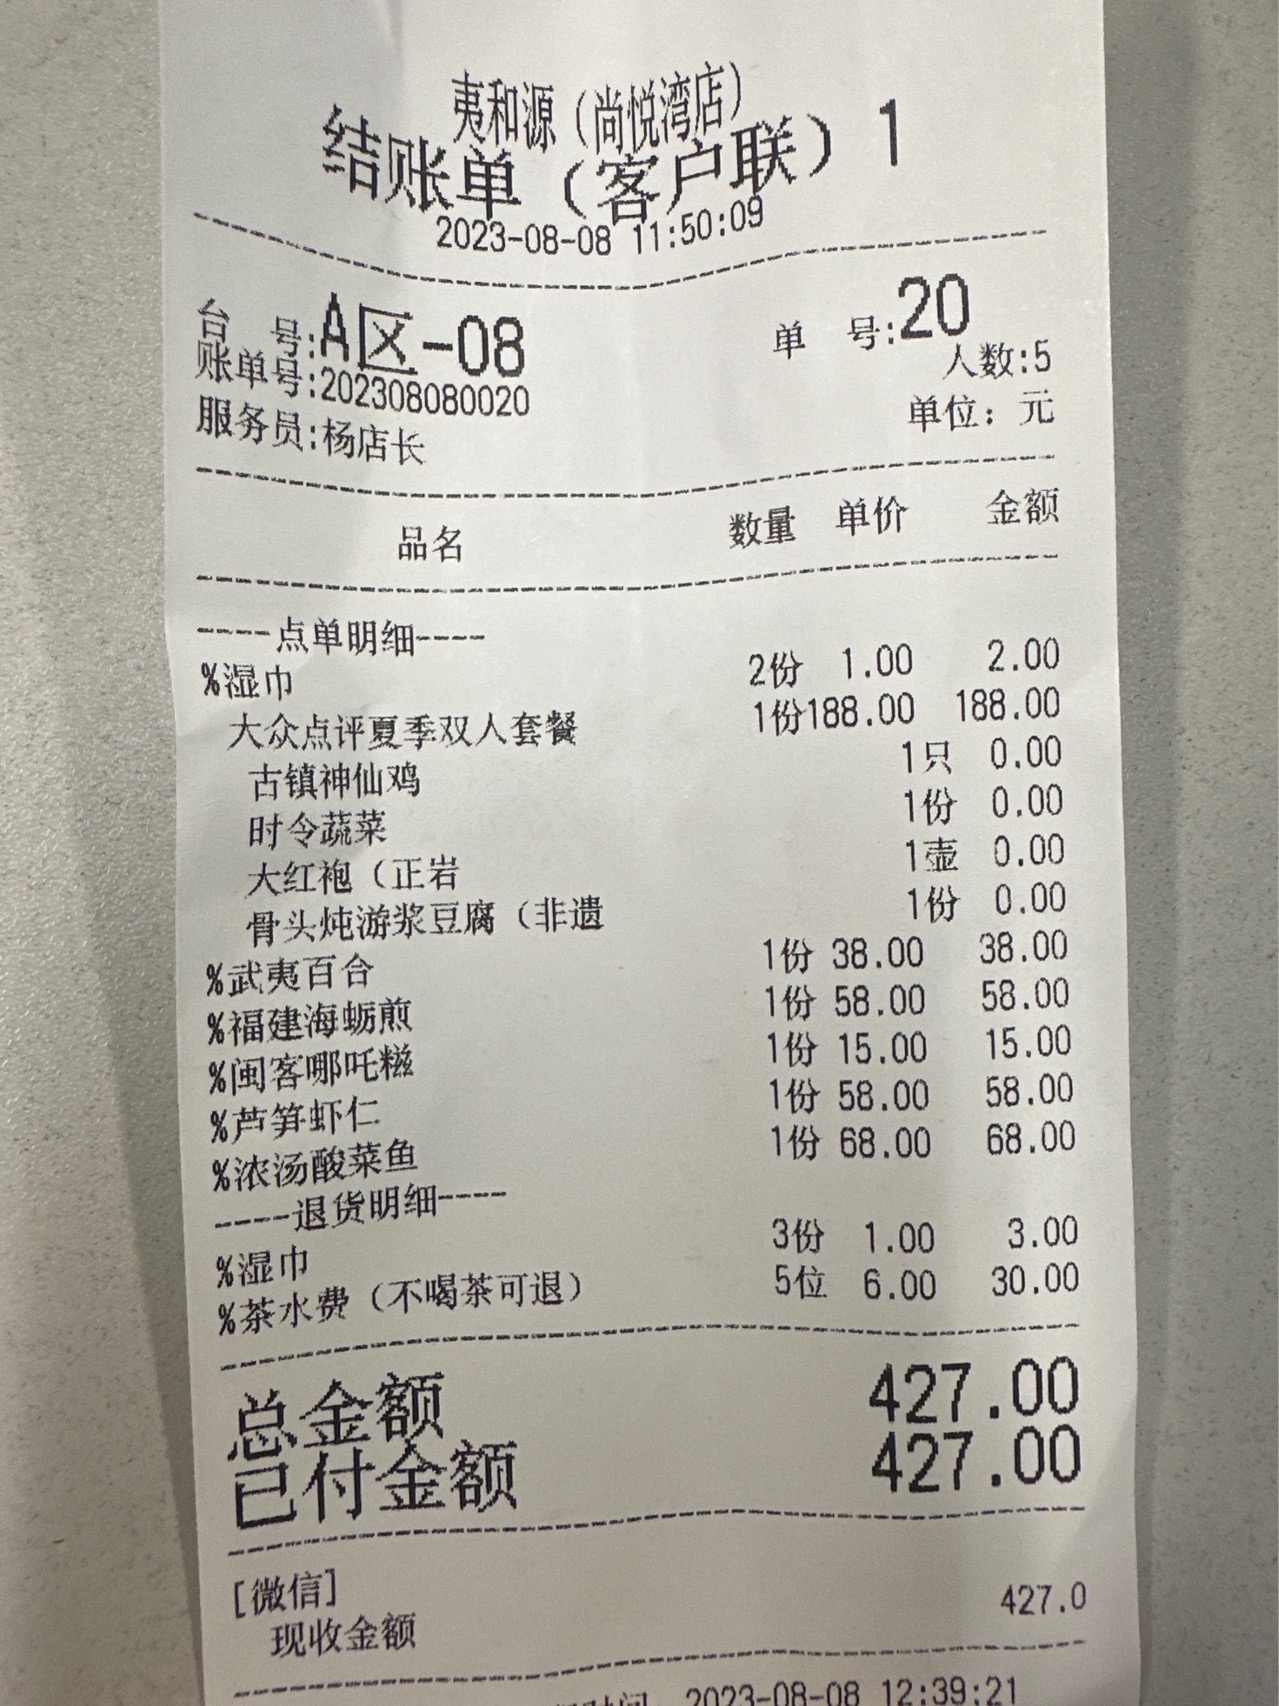 夷和源（尚悦湾店）
结账单（客户联）1
2023-08-08 11:50:09
台 号:A区-08 单 号:20
账单号:202308080020 人数:5
服务员:杨店长 单位：元
品名 数量 单价 金额
----点单明细----
%湿巾 2份 1.00 2.00
大众点评夏季双人套餐 1份188.00 188.00
古镇神仙鸡 1只 0.00
时令蔬菜 1份 0.00
大红袍（正岩 1壶 0.00
骨头炖游浆豆腐（非遗 1份 0.00
%武夷百合 1份 38.00 38.00
%福建海蛎煎 1份 58.00 58.00
%闽客哪吒糍 1份 15.00 15.00
%芦笋虾仁 1份 58.00 58.00
%浓汤酸菜鱼 1份 68.00 68.00
----退货明细----
%湿巾 3份 1.00 3.00
%茶水费（不喝茶可退） 5位 6.00 30.00
总金额 427.00
已付金额 427.00
[微信]
现收金额 427.0
时间 2023-08-08 12:39:21